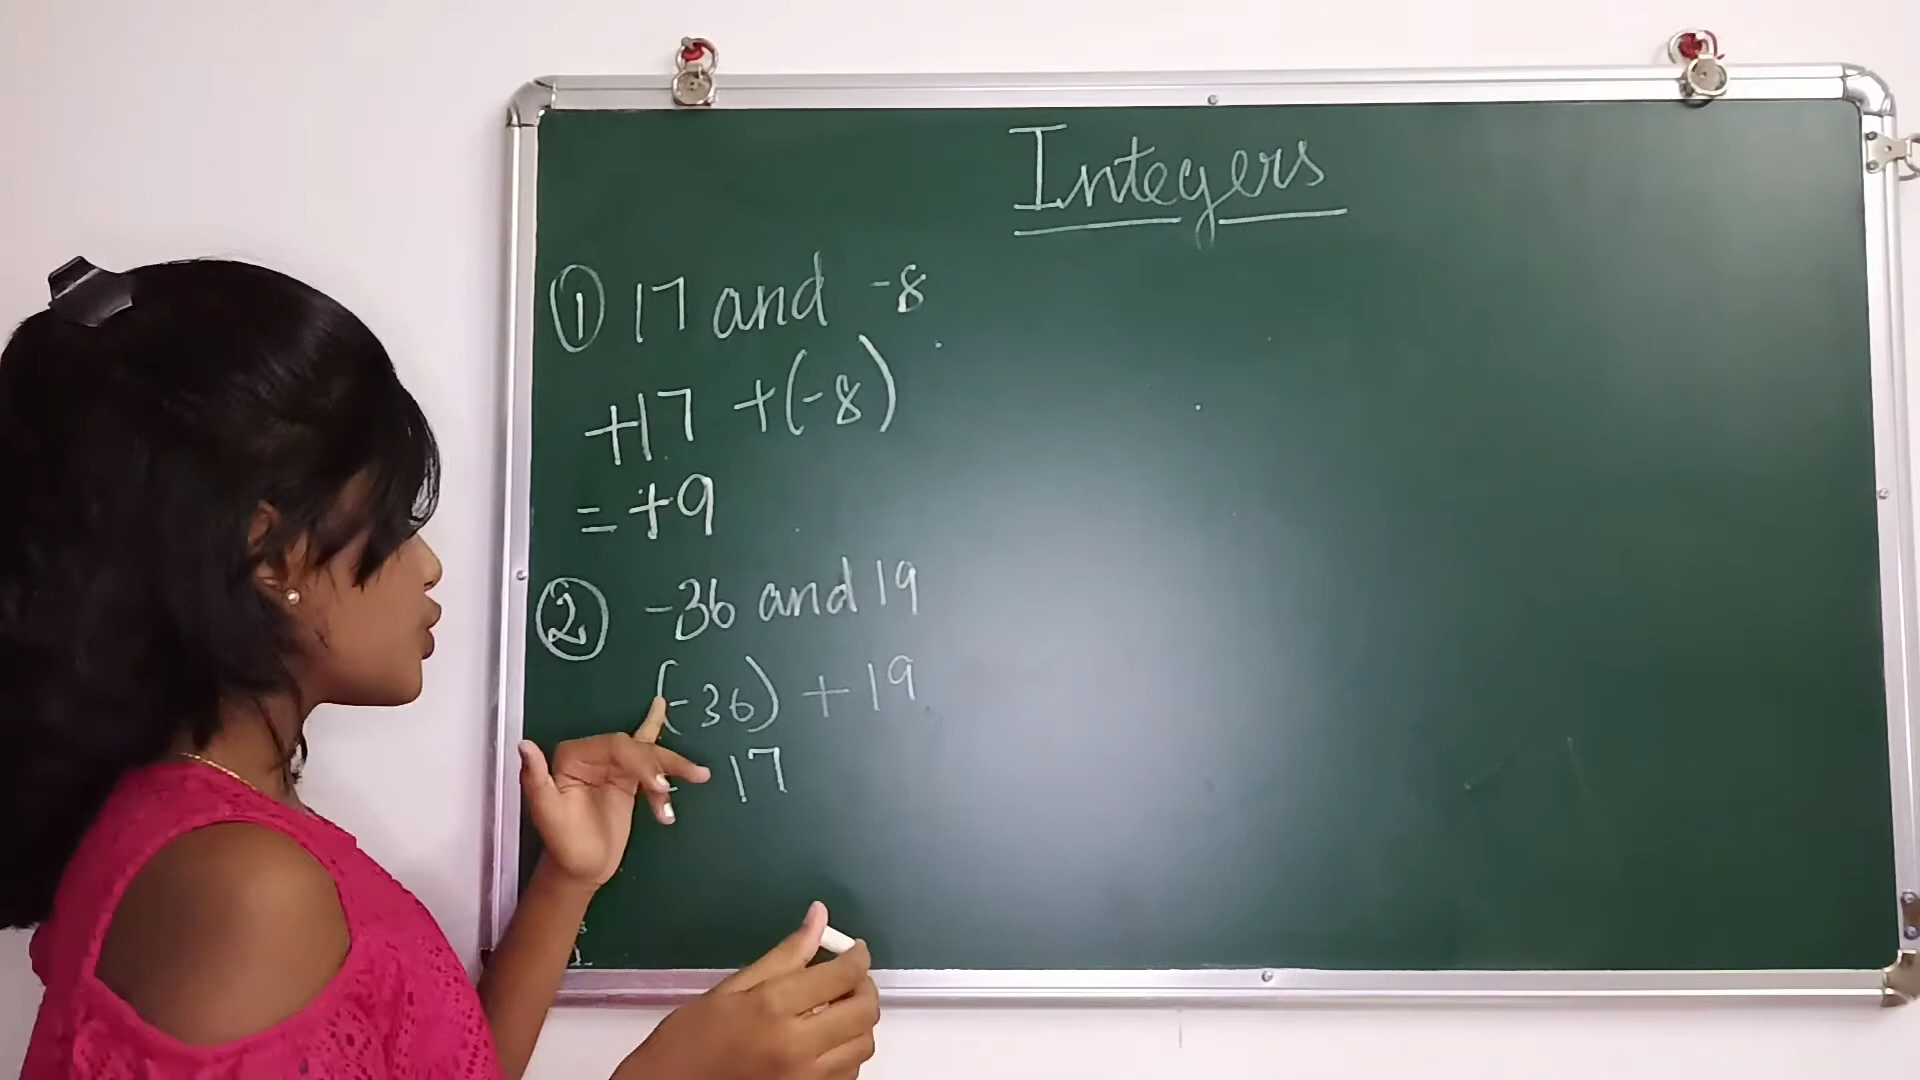 Integers
① 17 and -8
+17 +(-8)
= +9
② -36 and 19
(-36) + 19
= 17